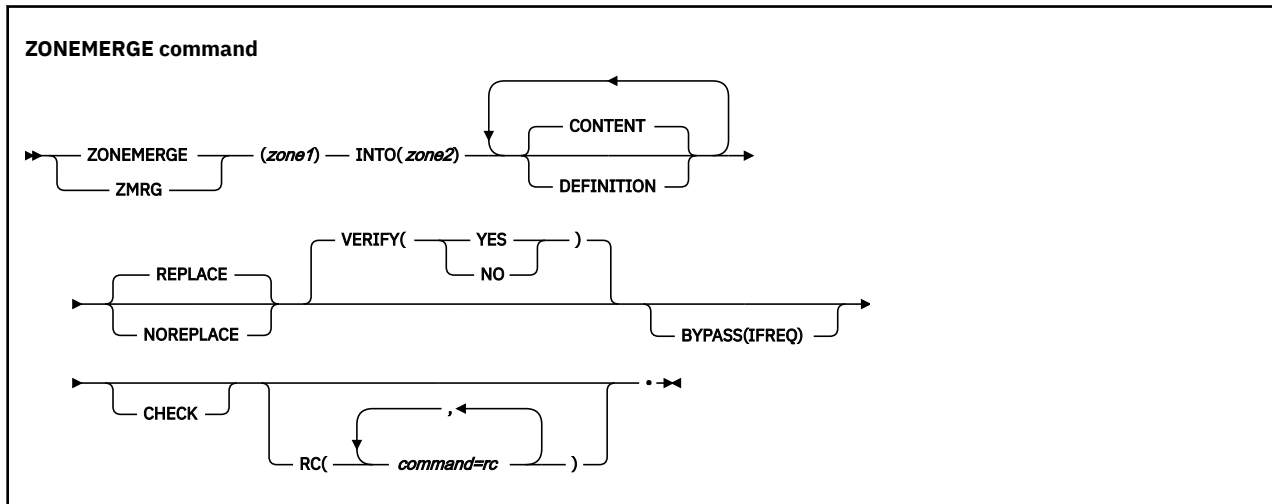 ZONEMERGE command
CONTENT
ZONEMERGE (zone1) INTO( zone2)
ZMRG DEFINITION
REPLACE VERIFY( YES )
NO
NOREPLACE BYPASS(IFREQ)
CHECK ,
RC( command=rc )
.